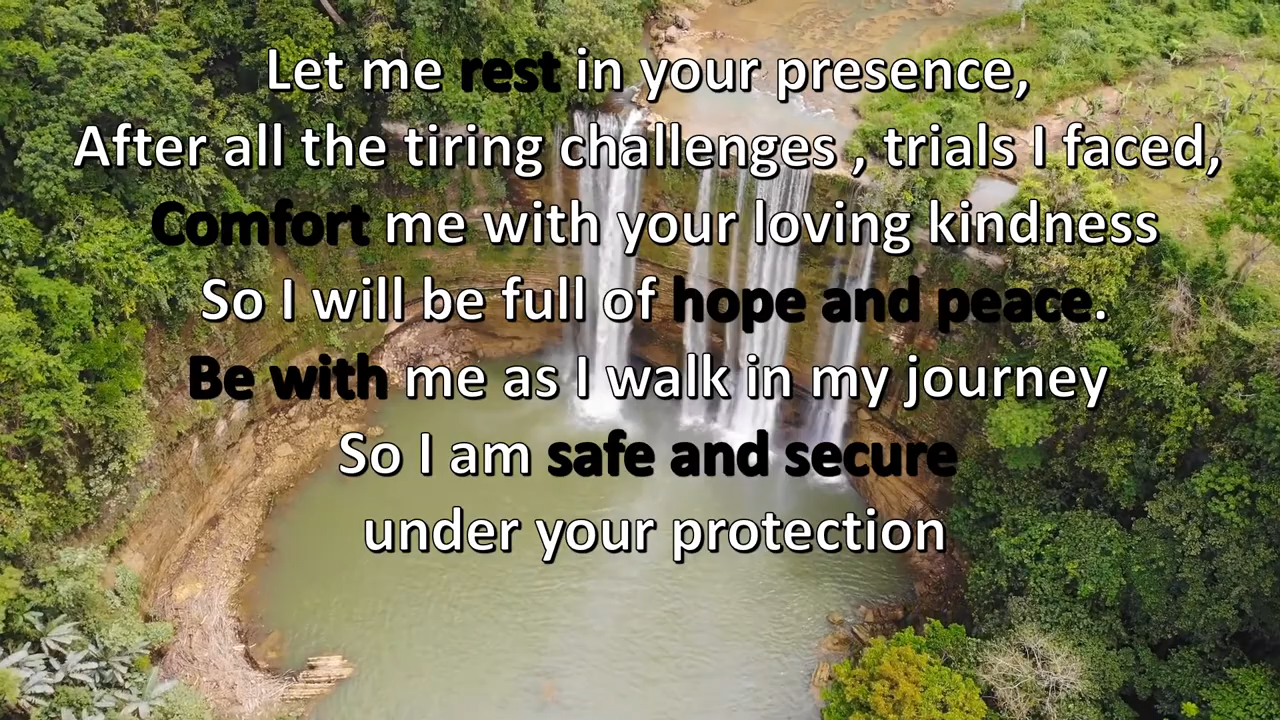 Let me rest in your presence,
After all the tiring challenges , trials I faced,
Comfort me with your loving kindness
So I will be full of hope and peace.
Be with me as I walk in my journey
So I am safe and secure
under your protection